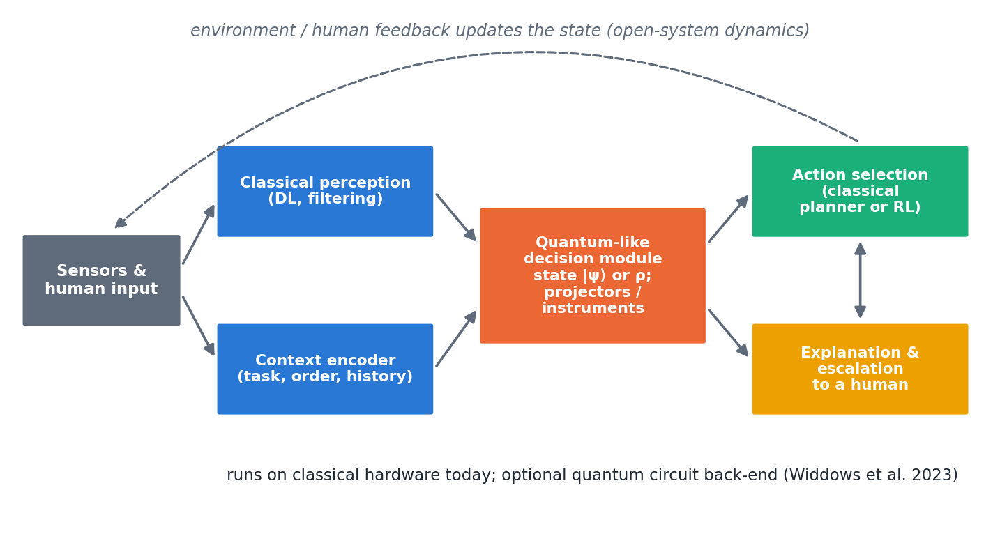 environment / human feedback updates the state (open-system dynamics)
Classical perception
(DL, filtering)
Action selection
(classical
planner or RL)
Sensors &
human input
Quantum-like
decision module
state |ψ⟩ or ρ;
projectors /
instruments
Context encoder
(task, order, history)
Explanation &
escalation
to a human
runs on classical hardware today; optional quantum circuit back-end (Widdows et al. 2023)